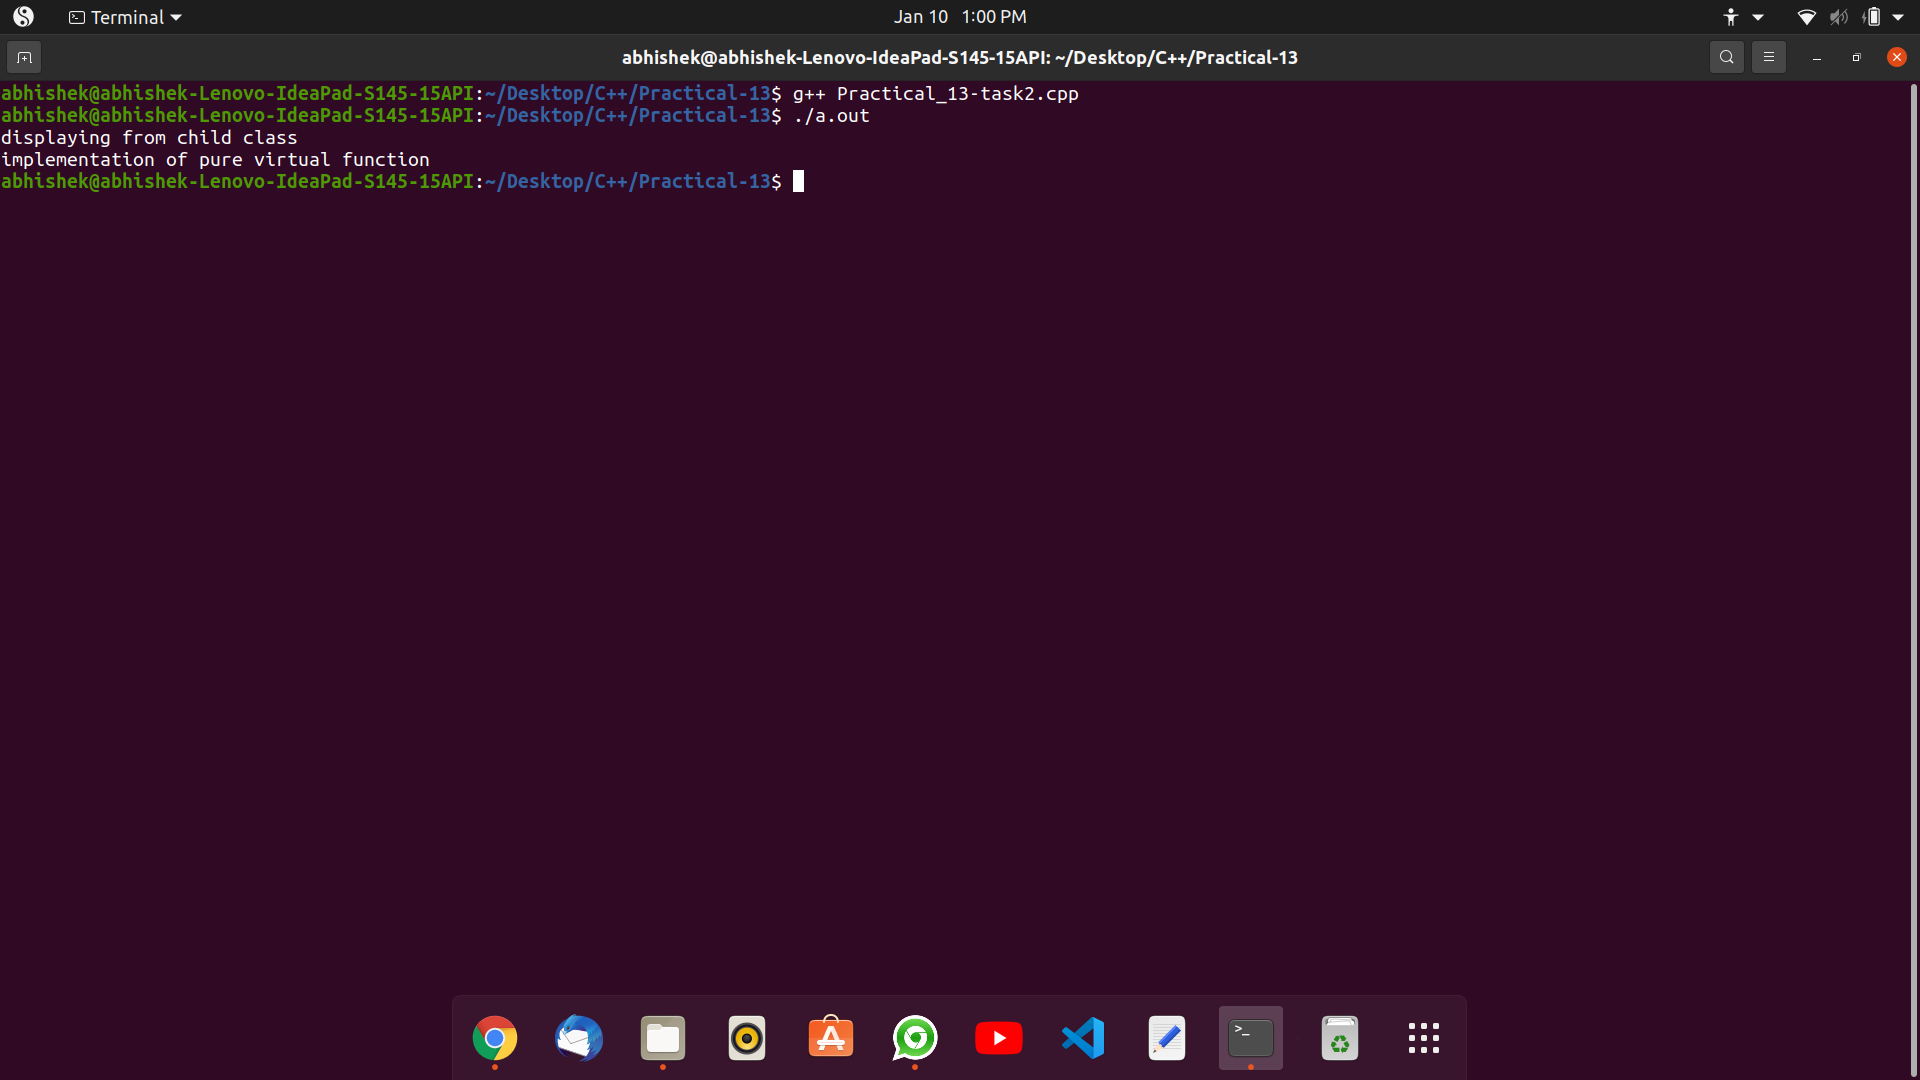 Terminal
Jan 10 1:00 PM
abhishek@abhishek-Lenovo-IdeaPad-S145-15API: ~/Desktop/C++/Practical-13
abhishek@abhishek-Lenovo-IdeaPad-S145-15API:~/Desktop/C++/Practical-13$ g++ Practical_13-task2.cpp
abhishek@abhishek-Lenovo-IdeaPad-S145-15API:~/Desktop/C++/Practical-13$ ./a.out
displaying from child class
implementation of pure virtual function
abhishek@abhishek-Lenovo-IdeaPad-S145-15API:~/Desktop/C++/Practical-13$